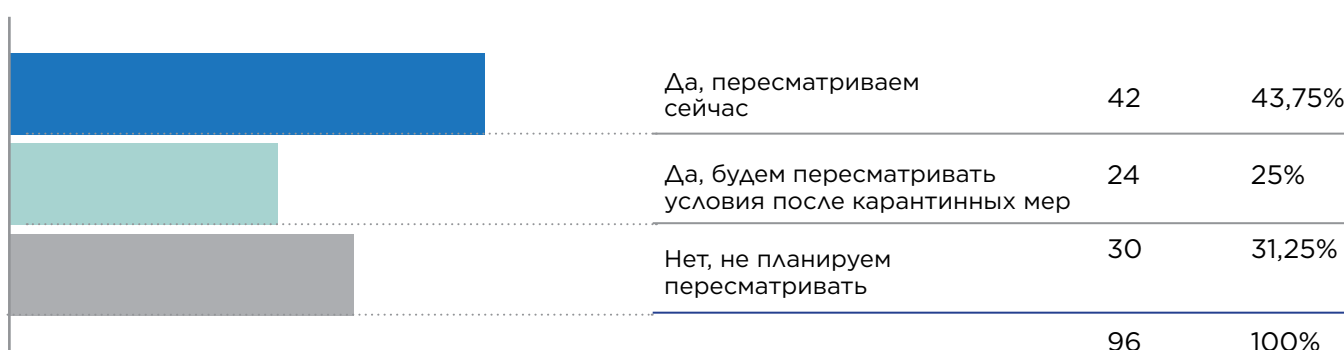 Да, пересматриваем
сейчас
42 43,75%
Да, будем пересматривать
условия после карантинных мер
24 25%
Нет, не планируем
пересматривать
30 31,25%
96 100%